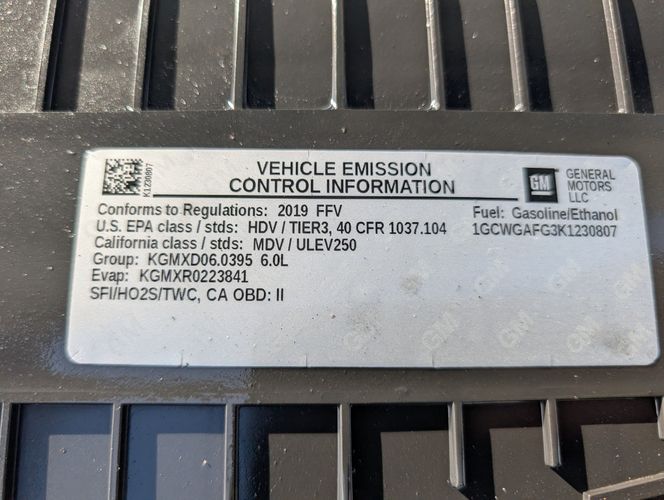 VEHICLE EMISSION
CONTROL INFORMATION
K1230807
GM
GENERAL
MOTORS
LLC
Conforms to Regulations: 2019 FFV
Fuel: Gasoline/Ethanol
U.S. EPA class / stds: HDV / TIER3, 40 CFR 1037.104
1GCWGAFG3K1230807
California class / stds: MDV / ULEV250
Group: KGMXD06.0395 6.0L
Evap: KGMXR0223841
SFI/HO2S/TWC, CA OBD: II